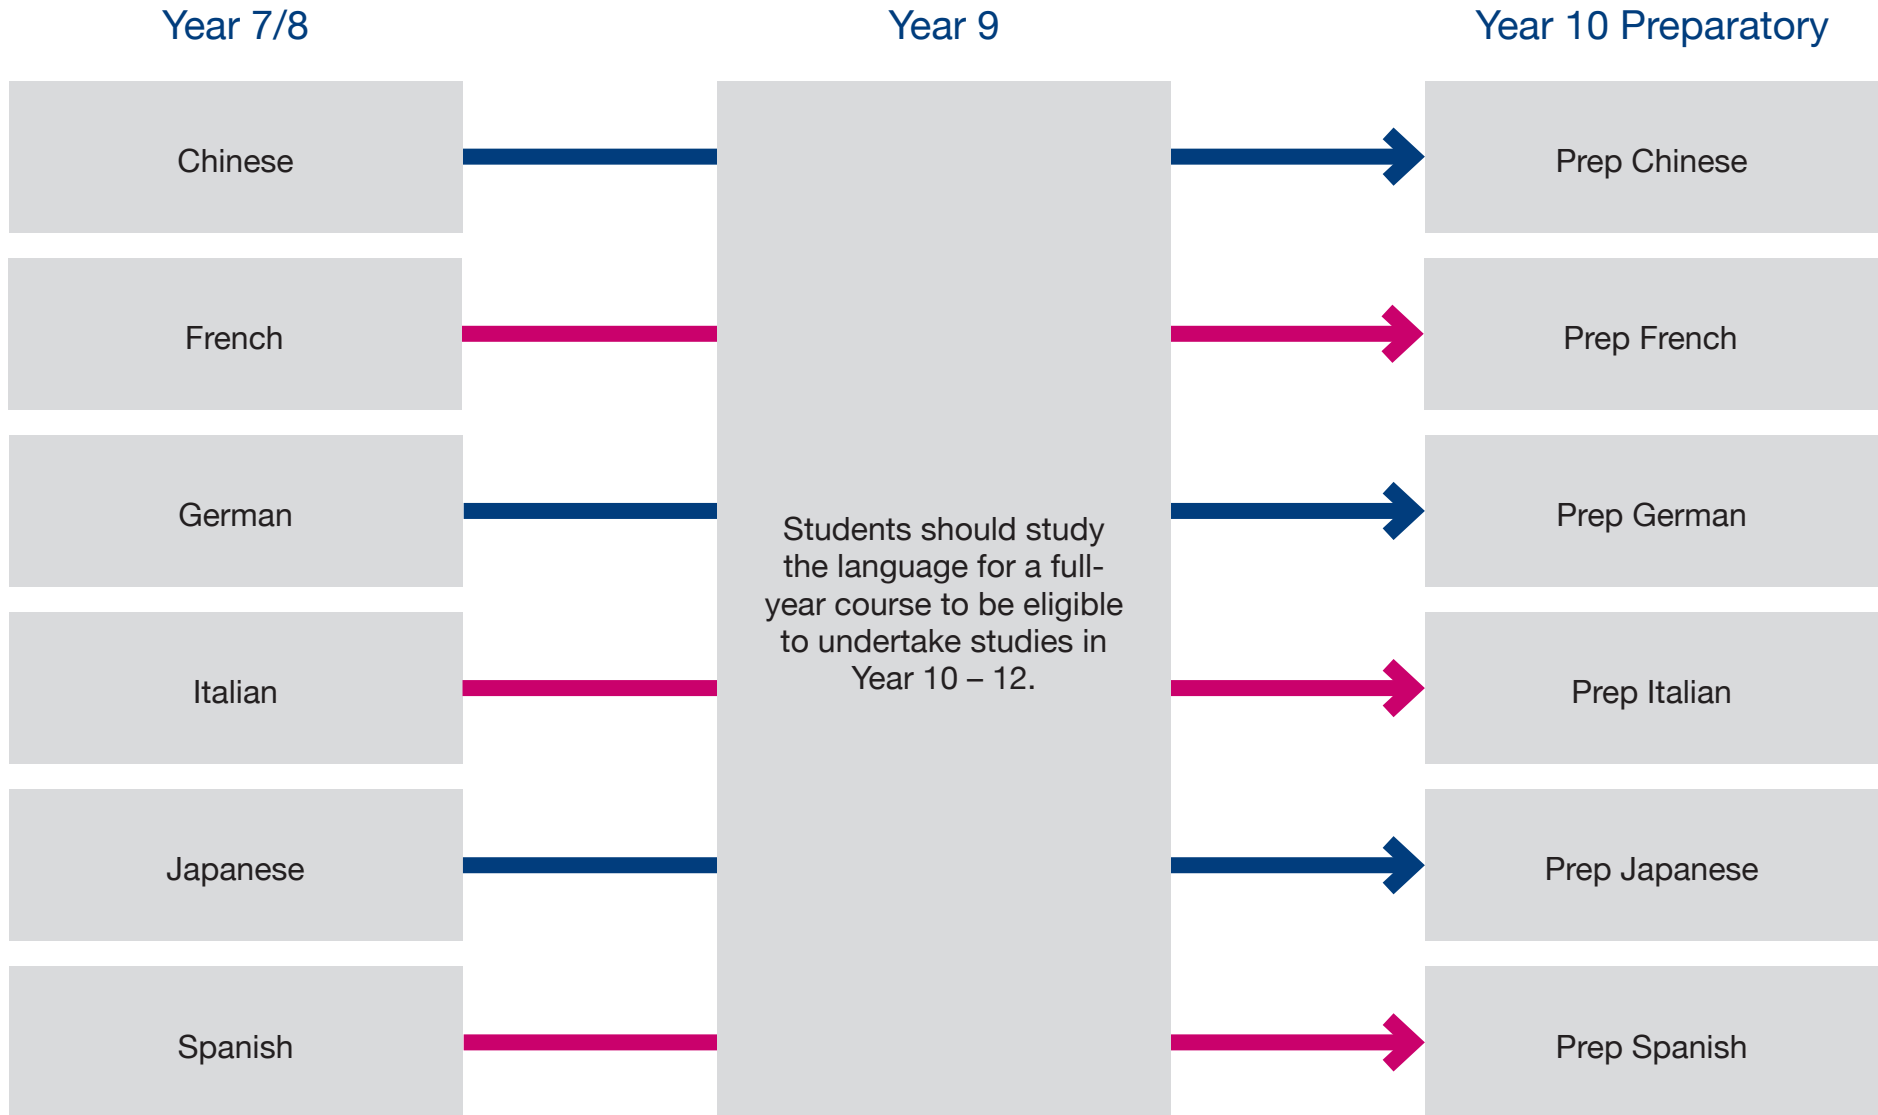 Year 7/8
Year 9
Year 10 Preparatory
Chinese
Prep Chinese
French
Prep French
German
Prep German
Students should study
the language for a full-
year course to be eligible
to undertake studies in
Year 10 – 12.
Italian
Prep Italian
Japanese
Prep Japanese
Spanish
Prep Spanish